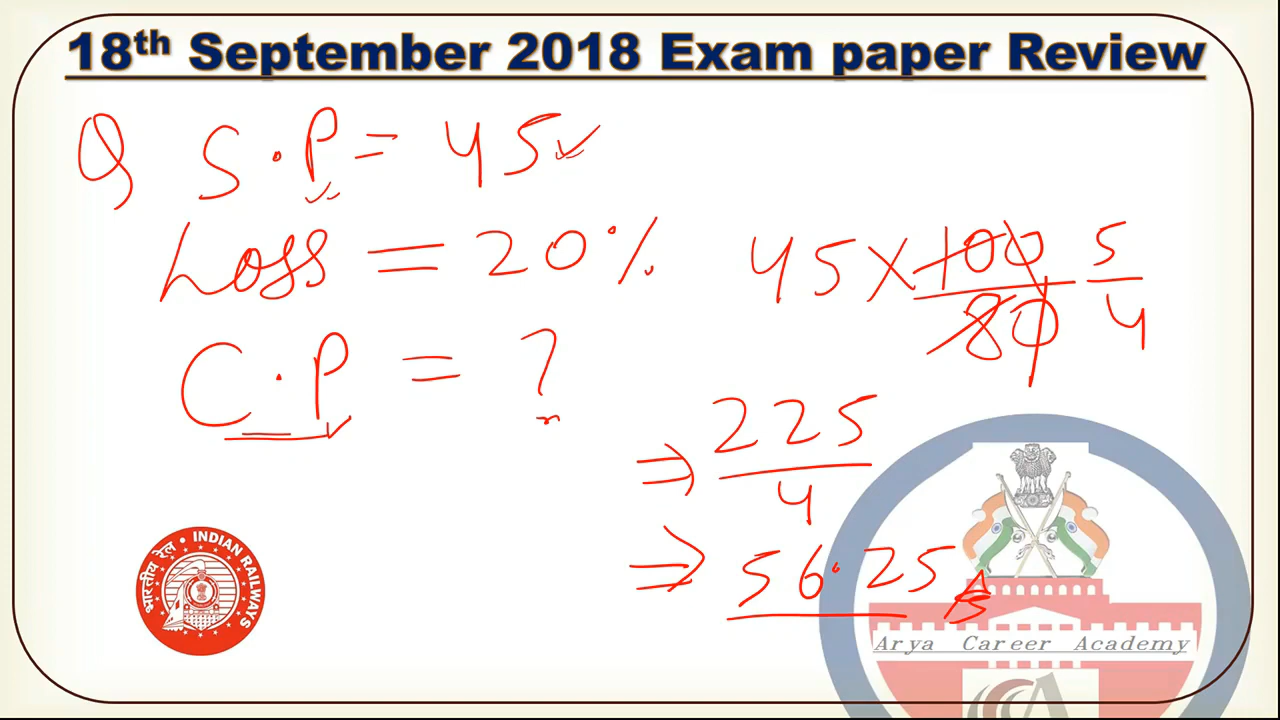 18th September 2018 Exam paper Review
Q S.P = 45
Loss = 20%
C.P = ?
45 X 100/80 5/4
⇒ 225/4
⇒ 56.25
भारतीय रेल • INDIAN RAILWAYS
Arya Career Academy